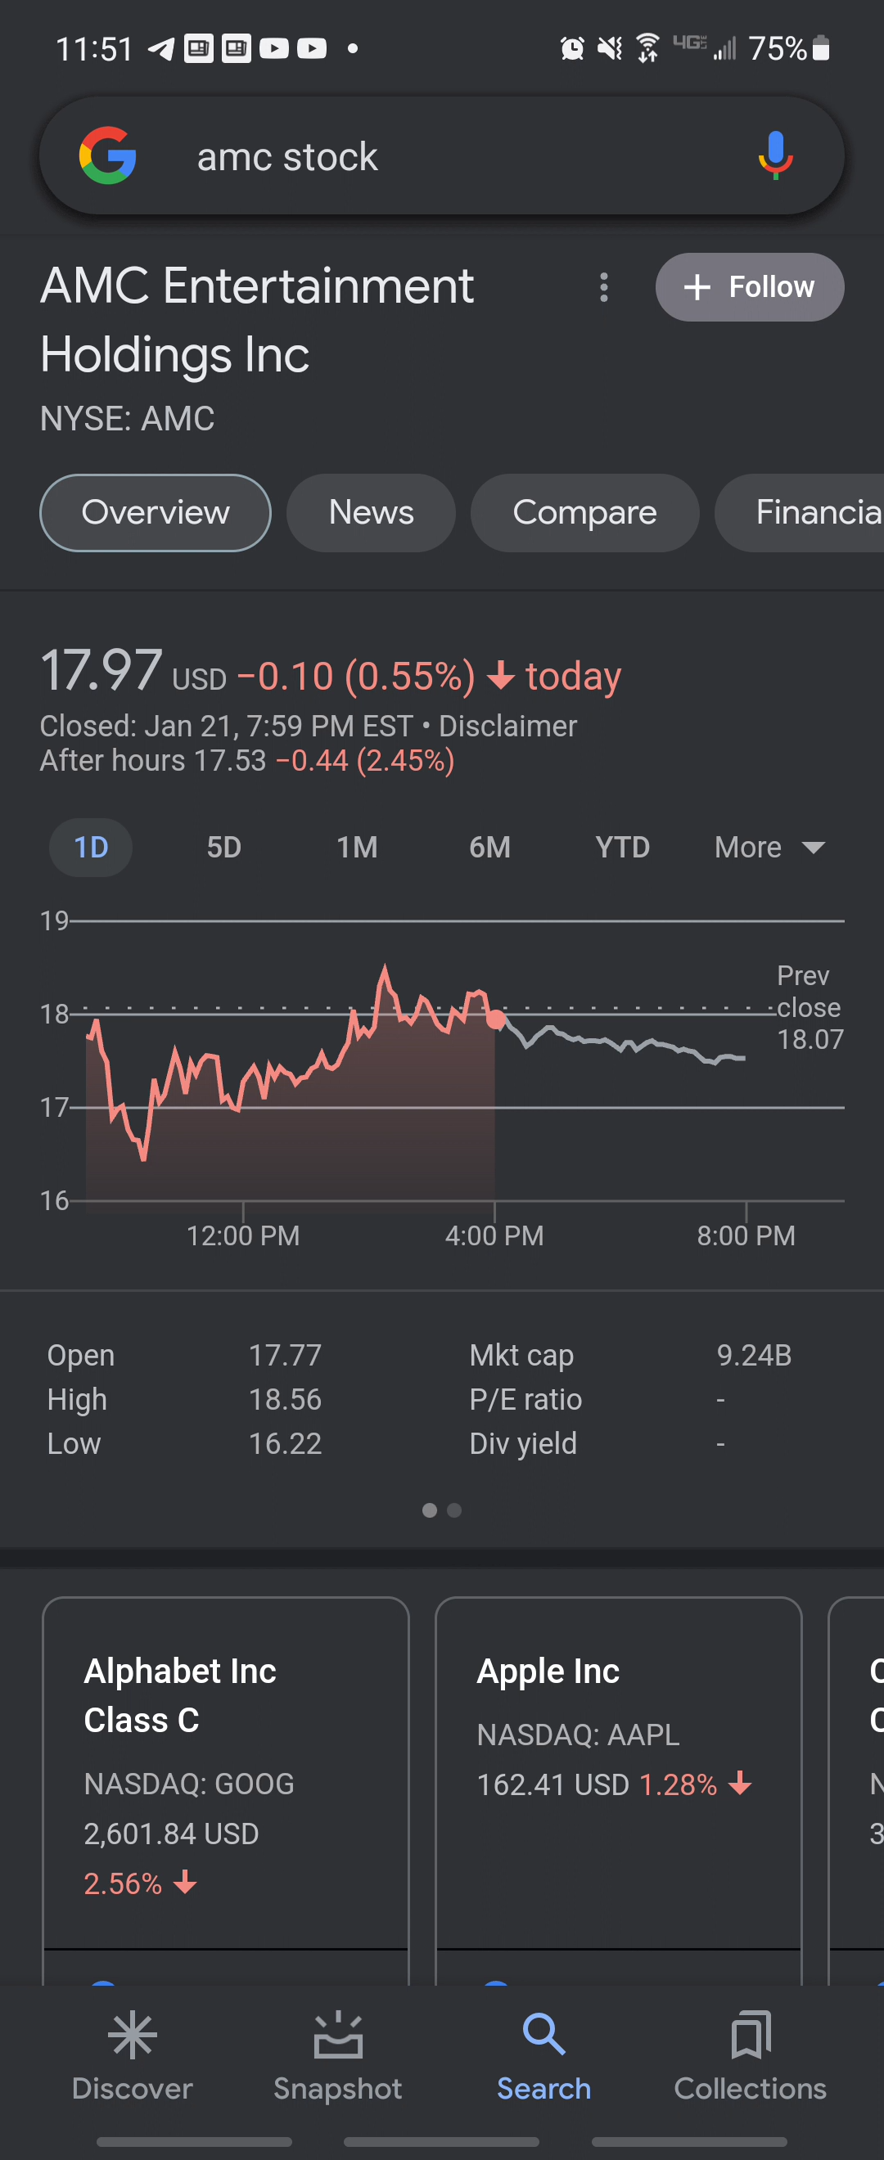 11:51
4GE 75%
amc stock
AMC Entertainment
Holdings Inc
+ Follow
NYSE: AMC
Overview News Compare Financia
17.97 USD −0.10 (0.55%) ↓ today
Closed: Jan 21, 7:59 PM EST • Disclaimer
After hours 17.53 −0.44 (2.45%)
1D 5D 1M 6M YTD More
19
Prev
18 close
18.07
17
16
12:00 PM 4:00 PM 8:00 PM
Open 17.77 Mkt cap 9.24B
High 18.56 P/E ratio -
Low 16.22 Div yield -
Alphabet Inc
Class C
NASDAQ: GOOG
2,601.84 USD
2.56% ↓
Apple Inc
NASDAQ: AAPL
162.41 USD 1.28% ↓
Discover Snapshot Search Collections